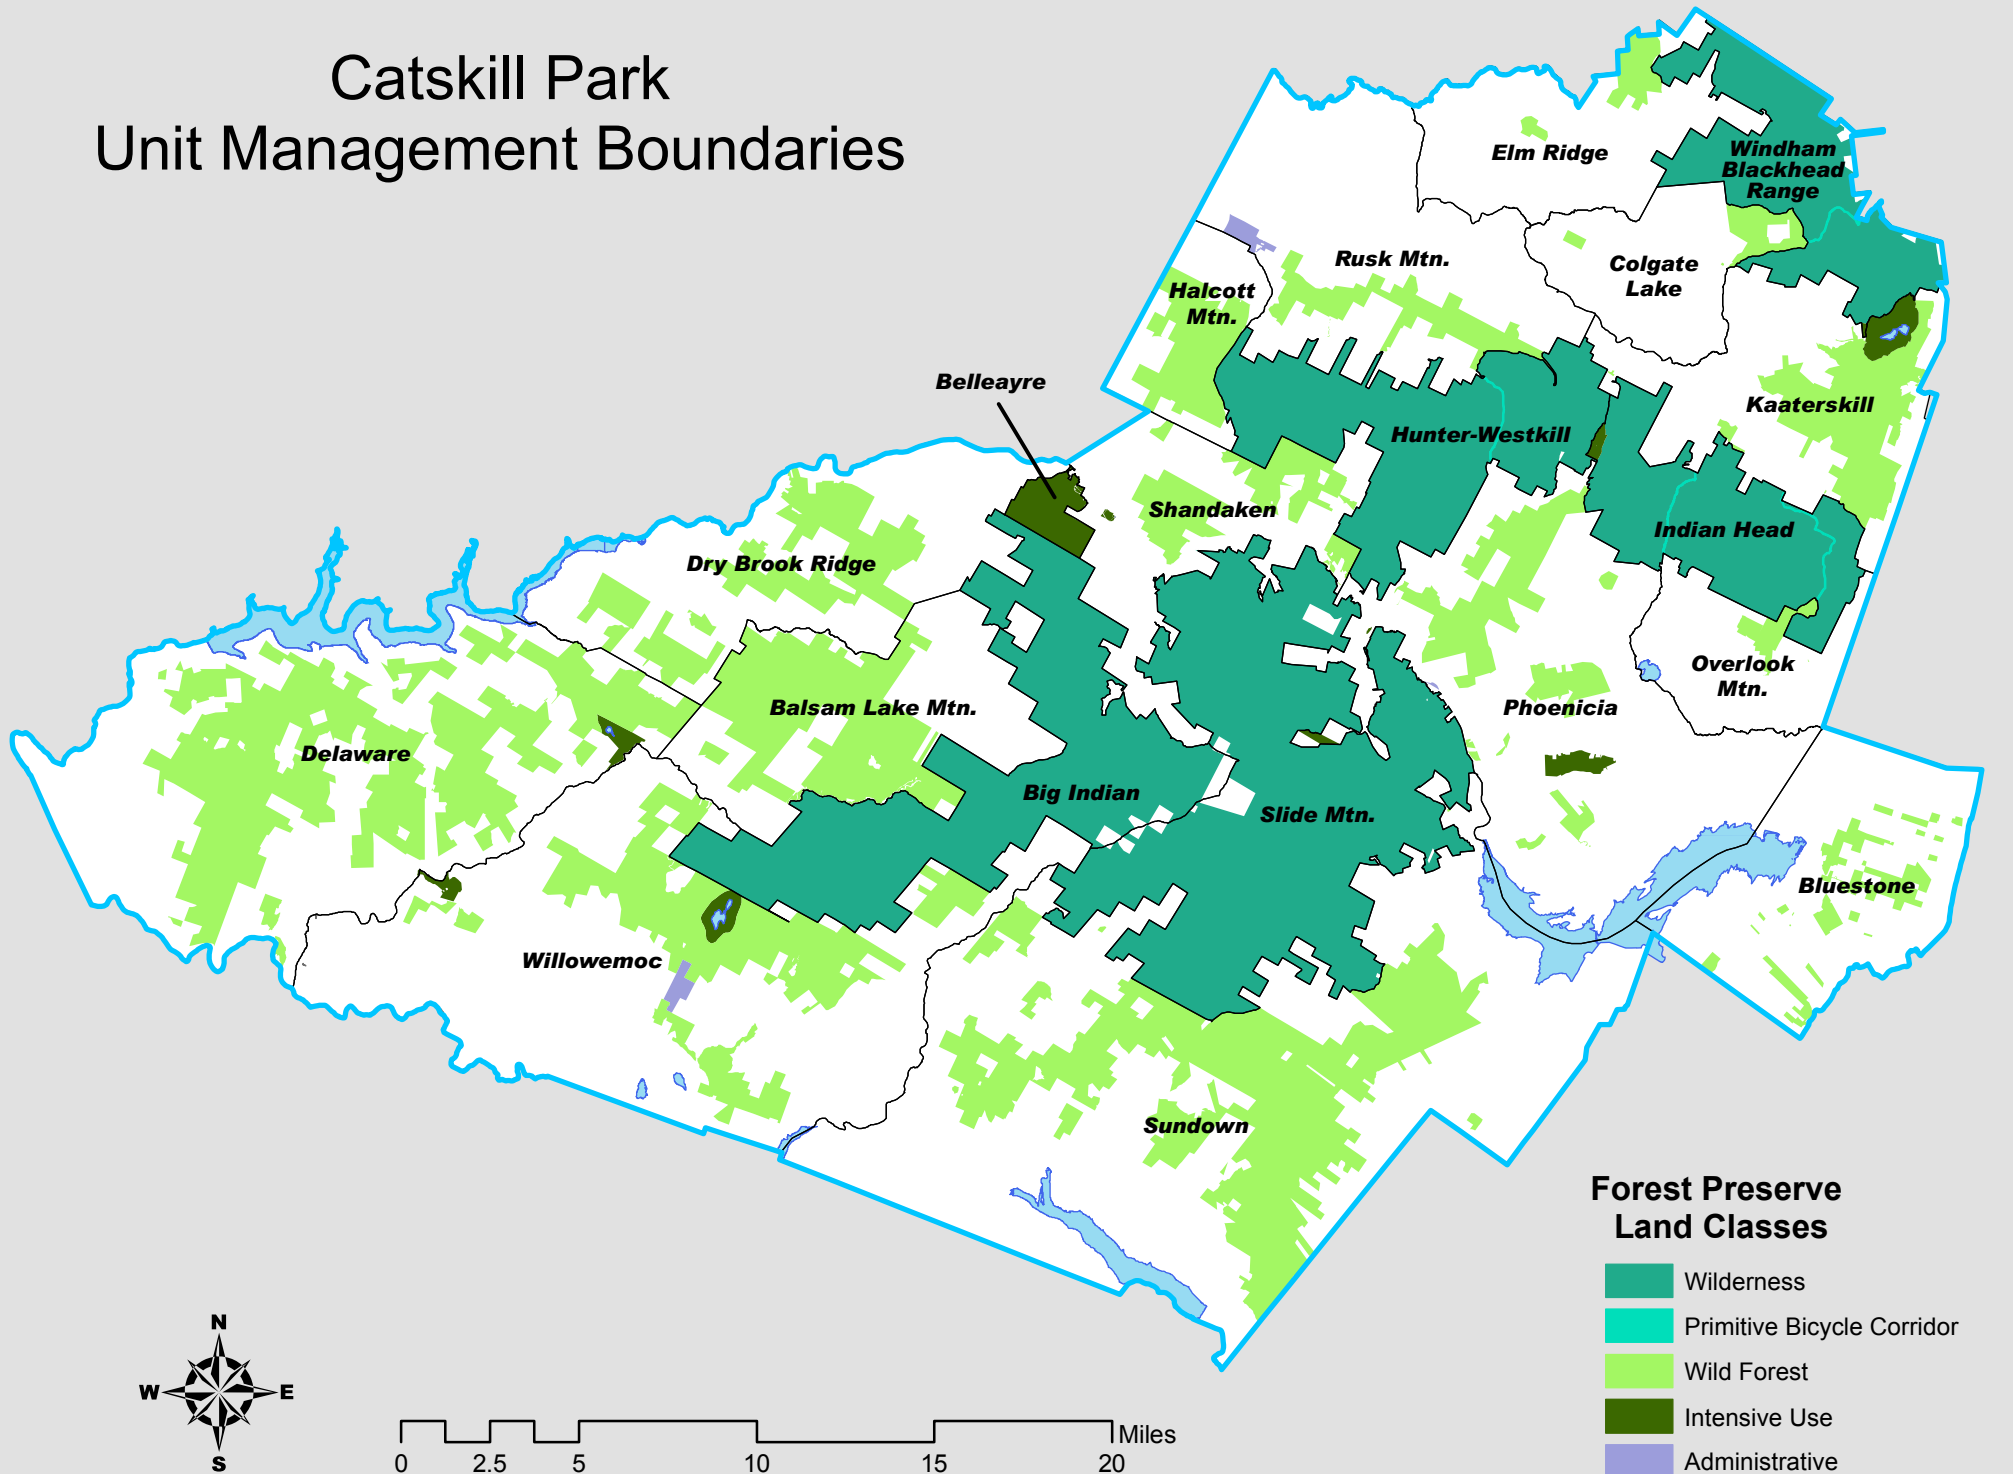 Catskill Park
Unit Management Boundaries
Elm Ridge
Windham
Blackhead
Range
Rusk Mtn.
Colgate
Lake
Halcott
Mtn.
Belleayre
Kaaterskill
Hunter-Westkill
Shandaken
Indian Head
Dry Brook Ridge
Overlook
Mtn.
Balsam Lake Mtn.
Phoenicia
Delaware
Big Indian
Slide Mtn.
Bluestone
Willowemoc
Sundown
Forest Preserve
Land Classes
Wilderness
Primitive Bicycle Corridor
Wild Forest
Intensive Use
Administrative
N
W E
S
Miles
0 2.5 5 10 15 20